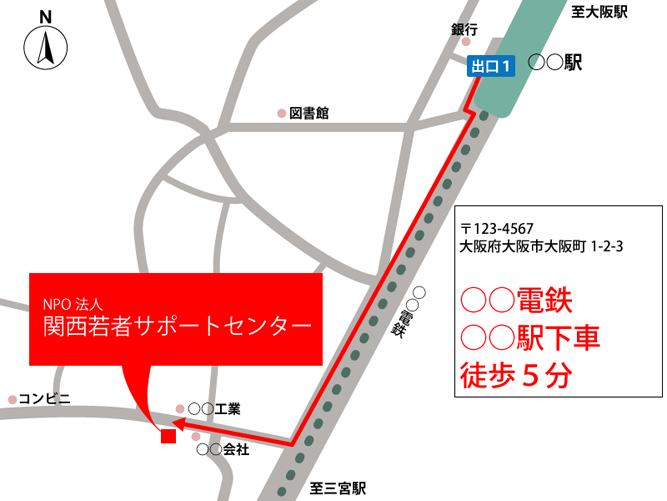 N
至大阪駅
銀行
出口1
○○駅
図書館
〒123-4567
大阪府大阪市大阪町 1-2-3
○○電鉄
○○駅下車
徒歩５分
NPO 法人
関西若者サポートセンター
○○電鉄
コンビニ
○○工業
○○会社
至三宮駅